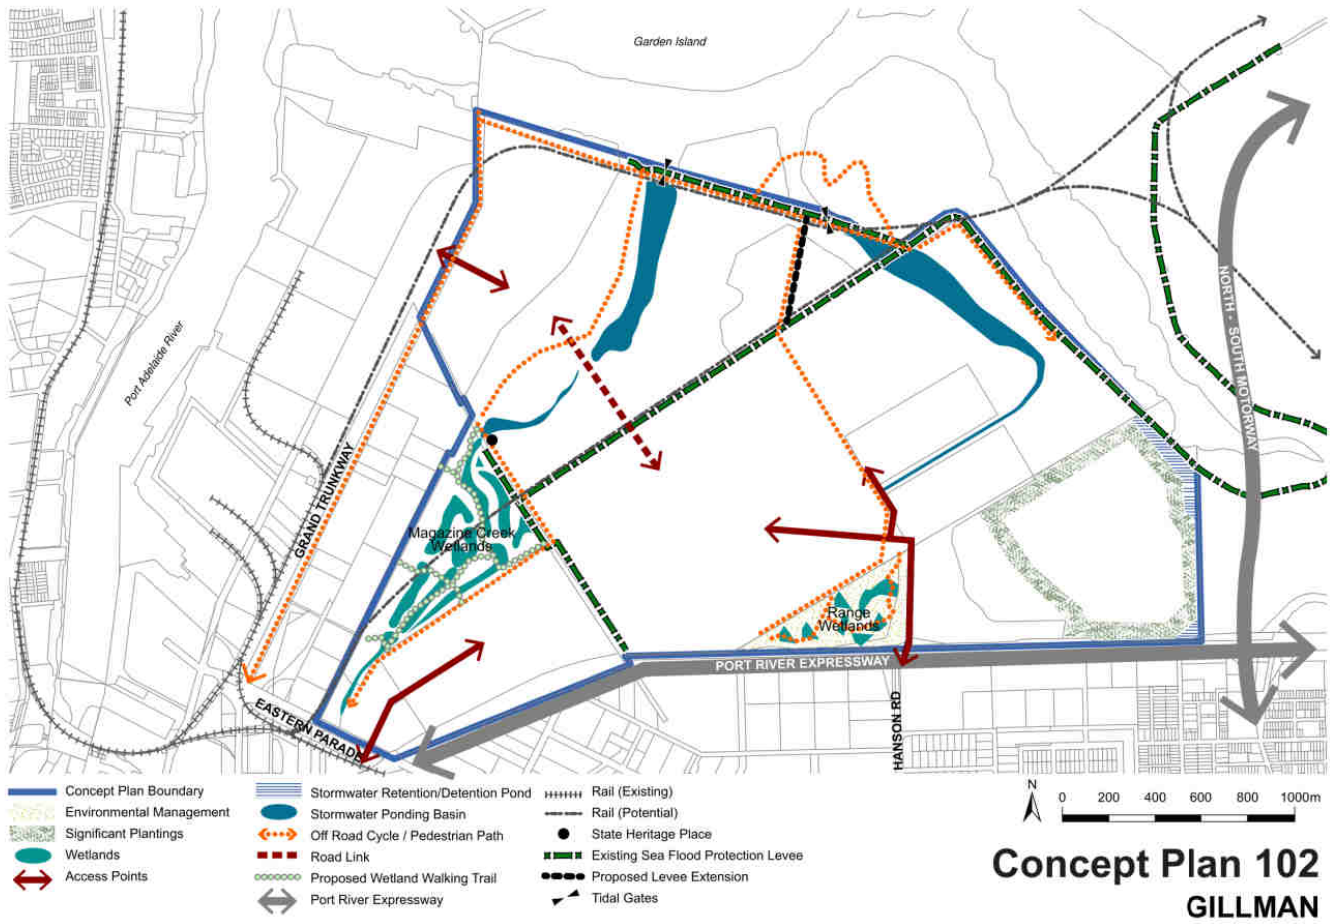 Garden Island
Port Adelaide River
NORTH - SOUTH MOTORWAY
GRAND TRUNKWAY
Magazine Creek
Wetlands
Range
Wetlands
PORT RIVER EXPRESSWAY
EASTERN PARADE
HANSON RD
Concept Plan Boundary
Environmental Management
Significant Plantings
Wetlands
Access Points
Stormwater Retention/Detention Pond
Stormwater Ponding Basin
Off Road Cycle / Pedestrian Path
Road Link
Proposed Wetland Walking Trail
Port River Expressway
Rail (Existing)
Rail (Potential)
State Heritage Place
Existing Sea Flood Protection Levee
Proposed Levee Extension
Tidal Gates
N
0 200 400 600 800 1000m
Concept Plan 102
GILLMAN